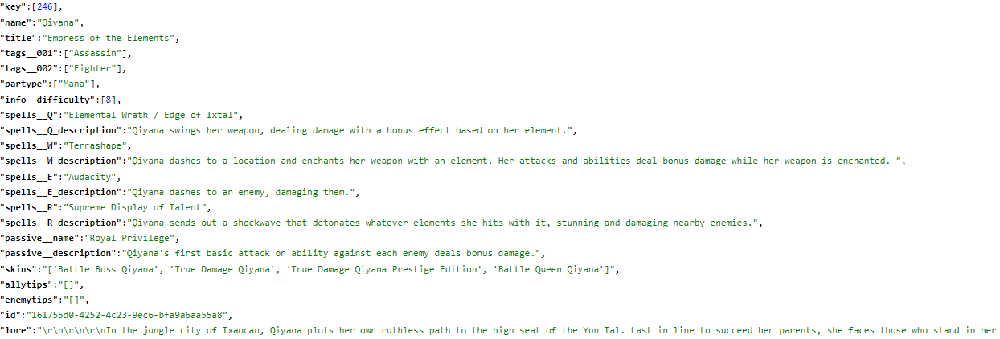 "key":[246],
"name":"Qiyana",
"title":"Empress of the Elements",
"tags__001":["Assassin"],
"tags__002":["Fighter"],
"partype":["Mana"],
"info__difficulty":[8],
"spells__Q":"Elemental Wrath / Edge of Ixtal",
"spells__Q_description":"Qiyana swings her weapon, dealing damage with a bonus effect based on her element.",
"spells__W":"Terrashape",
"spells__W_description":"Qiyana dashes to a location and enchants her weapon with an element. Her attacks and abilities deal bonus damage while her weapon is enchanted. ",
"spells__E":"Audacity",
"spells__E_description":"Qiyana dashes to an enemy, damaging them.",
"spells__R":"Supreme Display of Talent",
"spells__R_description":"Qiyana sends out a shockwave that detonates whatever elements she hits with it, stunning and damaging nearby enemies.",
"passive__name":"Royal Privilege",
"passive__description":"Qiyana's first basic attack or ability against each enemy deals bonus damage.",
"skins":"['Battle Boss Qiyana', 'True Damage Qiyana', 'True Damage Qiyana Prestige Edition', 'Battle Queen Qiyana']",
"allytips":"[]",
"enemytips":"[]",
"id":"161755d0-4252-4c23-9ec6-bfa9a6aa55a8",
"lore":"\r\n\r\n\r\nIn the jungle city of Ixaocan, Qiyana plots her own ruthless path to the high seat of the Yun Tal. Last in line to succeed her parents, she faces those who stand in her